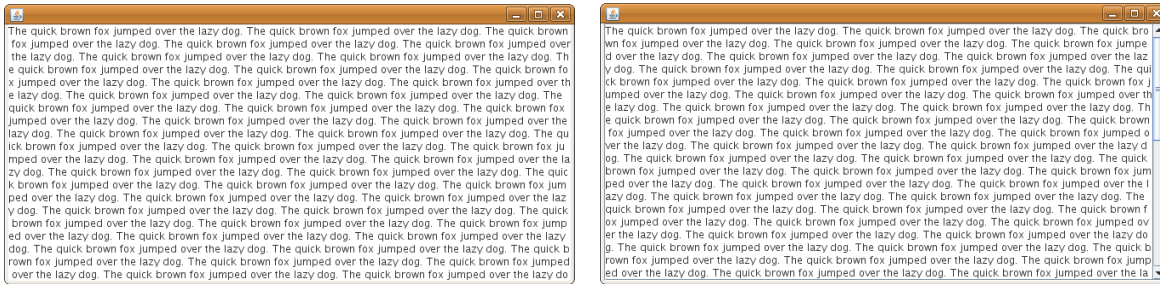 The quick brown fox jumped over the lazy dog. The quick brown fox jumped over the lazy dog. The quick brown
fox jumped over the lazy dog. The quick brown fox jumped over the lazy dog. The quick brown fox jumped over
the lazy dog. The quick brown fox jumped over the lazy dog. The quick brown fox jumped over the lazy dog. Th
e quick brown fox jumped over the lazy dog. The quick brown fox jumped over the lazy dog. The quick brown fo
x jumped over the lazy dog. The quick brown fox jumped over the lazy dog. The quick brown fox jumped over th
e lazy dog. The quick brown fox jumped over the lazy dog. The quick brown fox jumped over the lazy dog. The
quick brown fox jumped over the lazy dog. The quick brown fox jumped over the lazy dog. The quick brown fox
jumped over the lazy dog. The quick brown fox jumped over the lazy dog. The quick brown fox jumped over the
lazy dog. The quick brown fox jumped over the lazy dog. The quick brown fox jumped over the lazy dog. The qu
ick brown fox jumped over the lazy dog. The quick brown fox jumped over the lazy dog. The quick brown fox ju
mped over the lazy dog. The quick brown fox jumped over the lazy dog. The quick brown fox jumped over the la
zy dog. The quick brown fox jumped over the lazy dog. The quick brown fox jumped over the lazy dog. The quic
k brown fox jumped over the lazy dog. The quick brown fox jumped over the lazy dog. The quick brown fox jum
ped over the lazy dog. The quick brown fox jumped over the lazy dog. The quick brown fox jumped over the laz
y dog. The quick brown fox jumped over the lazy dog. The quick brown fox jumped over the lazy dog. The quick
brown fox jumped over the lazy dog. The quick brown fox jumped over the lazy dog. The quick brown fox jump
ed over the lazy dog. The quick brown fox jumped over the lazy dog. The quick brown fox jumped over the lazy
dog. The quick brown fox jumped over the lazy dog. The quick brown fox jumped over the lazy dog. The quick b
rown fox jumped over the lazy dog. The quick brown fox jumped over the lazy dog. The quick brown fox jumped
over the lazy dog. The quick brown fox jumped over the lazy dog. The quick brown fox jumped over the lazy do
The quick brown fox jumped over the lazy dog. The quick brown fox jumped over the lazy dog. The quick bro
wn fox jumped over the lazy dog. The quick brown fox jumped over the lazy dog. The quick brown fox jumpe
d over the lazy dog. The quick brown fox jumped over the lazy dog. The quick brown fox jumped over the laz
y dog. The quick brown fox jumped over the lazy dog. The quick brown fox jumped over the lazy dog. The qui
ck brown fox jumped over the lazy dog. The quick brown fox jumped over the lazy dog. The quick brown fox j
umped over the lazy dog. The quick brown fox jumped over the lazy dog. The quick brown fox jumped over th
e lazy dog. The quick brown fox jumped over the lazy dog. The quick brown fox jumped over the lazy dog. Th
e quick brown fox jumped over the lazy dog. The quick brown fox jumped over the lazy dog. The quick brown
fox jumped over the lazy dog. The quick brown fox jumped over the lazy dog. The quick brown fox jumped o
ver the lazy dog. The quick brown fox jumped over the lazy dog. The quick brown fox jumped over the lazy d
og. The quick brown fox jumped over the lazy dog. The quick brown fox jumped over the lazy dog. The quick
brown fox jumped over the lazy dog. The quick brown fox jumped over the lazy dog. The quick brown fox jum
ped over the lazy dog. The quick brown fox jumped over the lazy dog. The quick brown fox jumped over the l
azy dog. The quick brown fox jumped over the lazy dog. The quick brown fox jumped over the lazy dog. The
quick brown fox jumped over the lazy dog. The quick brown fox jumped over the lazy dog. The quick brown f
ox jumped over the lazy dog. The quick brown fox jumped over the lazy dog. The quick brown fox jumped ov
er the lazy dog. The quick brown fox jumped over the lazy dog. The quick brown fox jumped over the lazy do
g. The quick brown fox jumped over the lazy dog. The quick brown fox jumped over the lazy dog. The quick b
rown fox jumped over the lazy dog. The quick brown fox jumped over the lazy dog. The quick brown fox jump
ed over the lazy dog. The quick brown fox jumped over the lazy dog. The quick brown fox jumped over the la